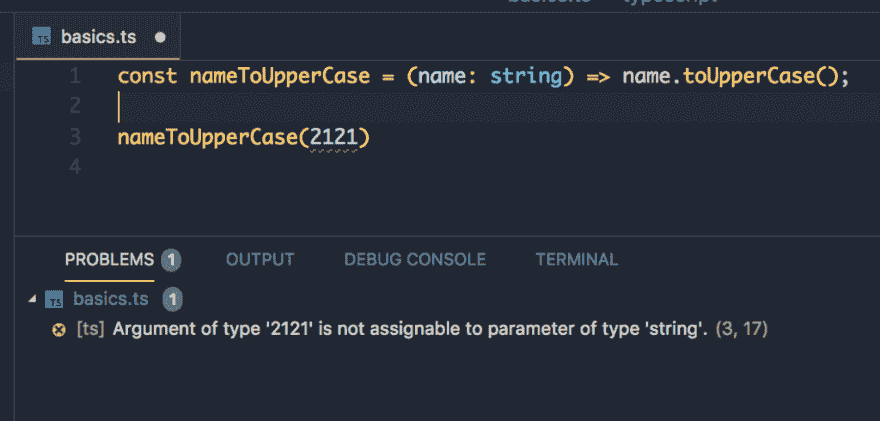 TS basics.ts
1 const nameToUpperCase = (name: string) => name.toUpperCase();
2
3 nameToUpperCase(2121)
4
PROBLEMS 1 OUTPUT DEBUG CONSOLE TERMINAL
TS basics.ts 1
[ts] Argument of type '2121' is not assignable to parameter of type 'string'. (3, 17)